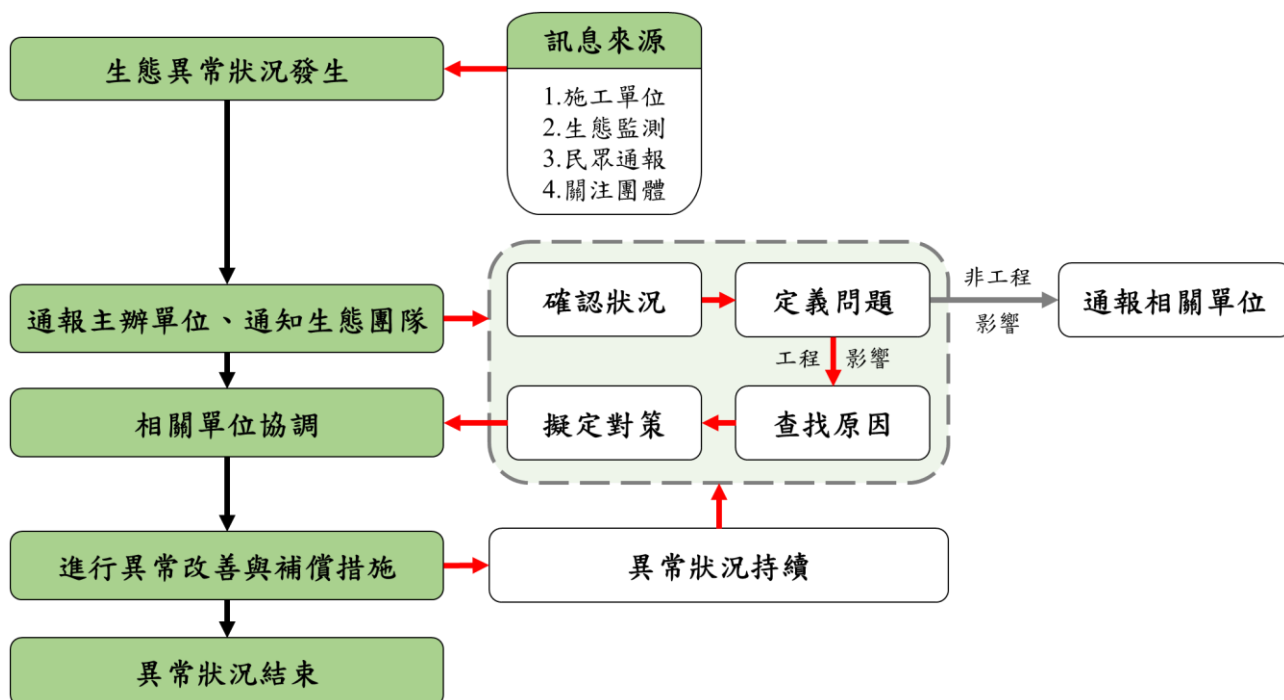 訊息來源
生態異常狀況發生
1.施工單位
2.生態監測
3.民眾通報
4.關注團體
通報主辦單位、通知生態團隊
確認狀況
定義問題
非工程
影響
通報相關單位
工程 影響
相關單位協調
擬定對策
查找原因
進行異常改善與補償措施
異常狀況持續
異常狀況結束